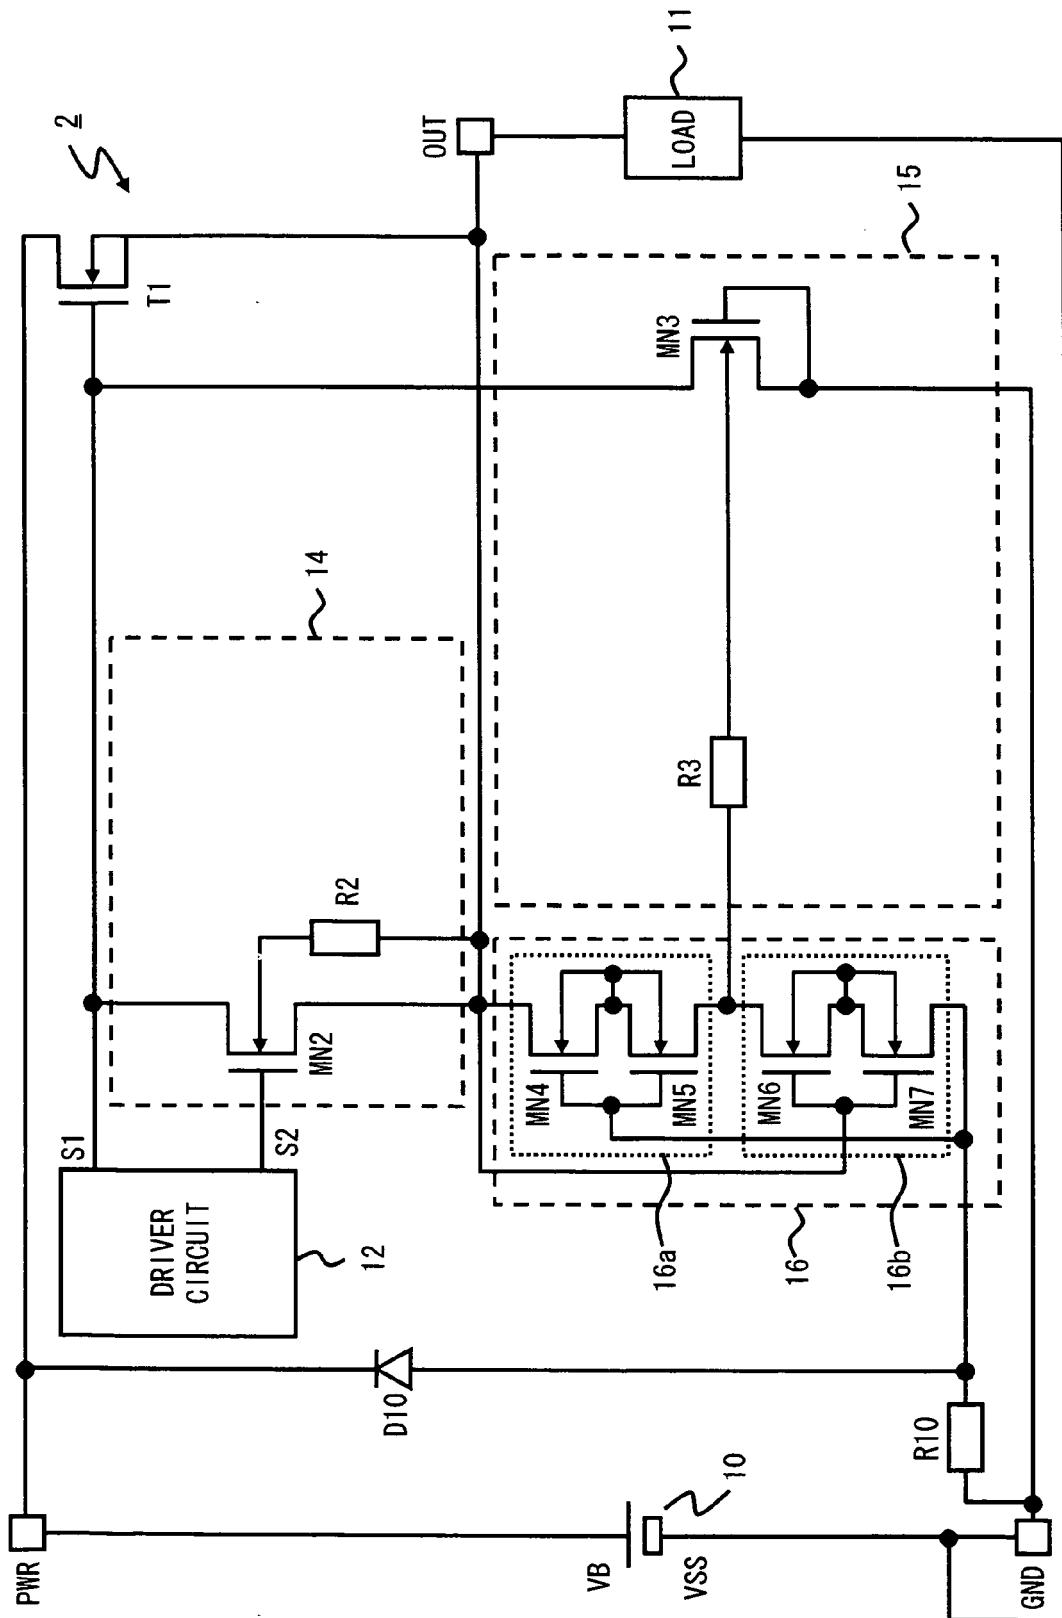 2
PWR
OUT
T1
S1
14
DRIVER
CIRCUIT
S2
MN2
R2
12
LOAD
11
15
MN3
R3
D10
MN4
MN5
MN6
MN7
16a
16
16b
VB
10
VSS
R10
GND